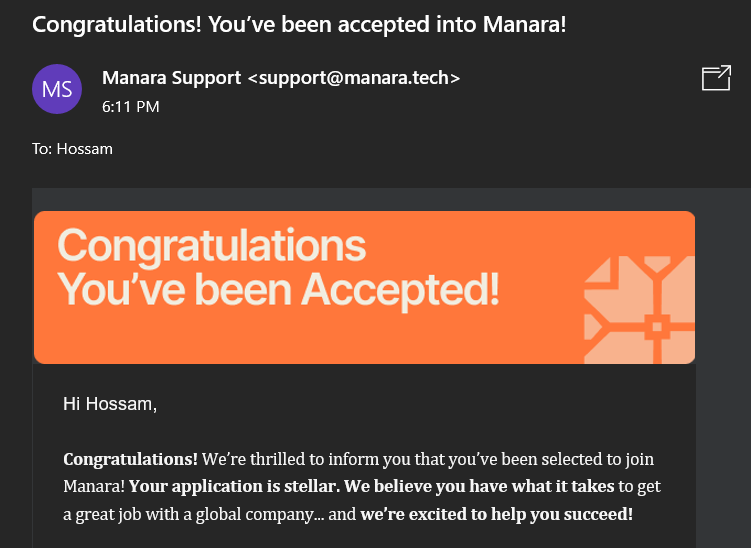 Congratulations! You’ve been accepted into Manara!
MS
Manara Support <support@manara.tech>
6:11 PM
To: Hossam
Congratulations
You’ve been Accepted!
Hi Hossam,
Congratulations! We’re thrilled to inform you that you’ve been selected to join
Manara! Your application is stellar. We believe you have what it takes to get
a great job with a global company... and we’re excited to help you succeed!